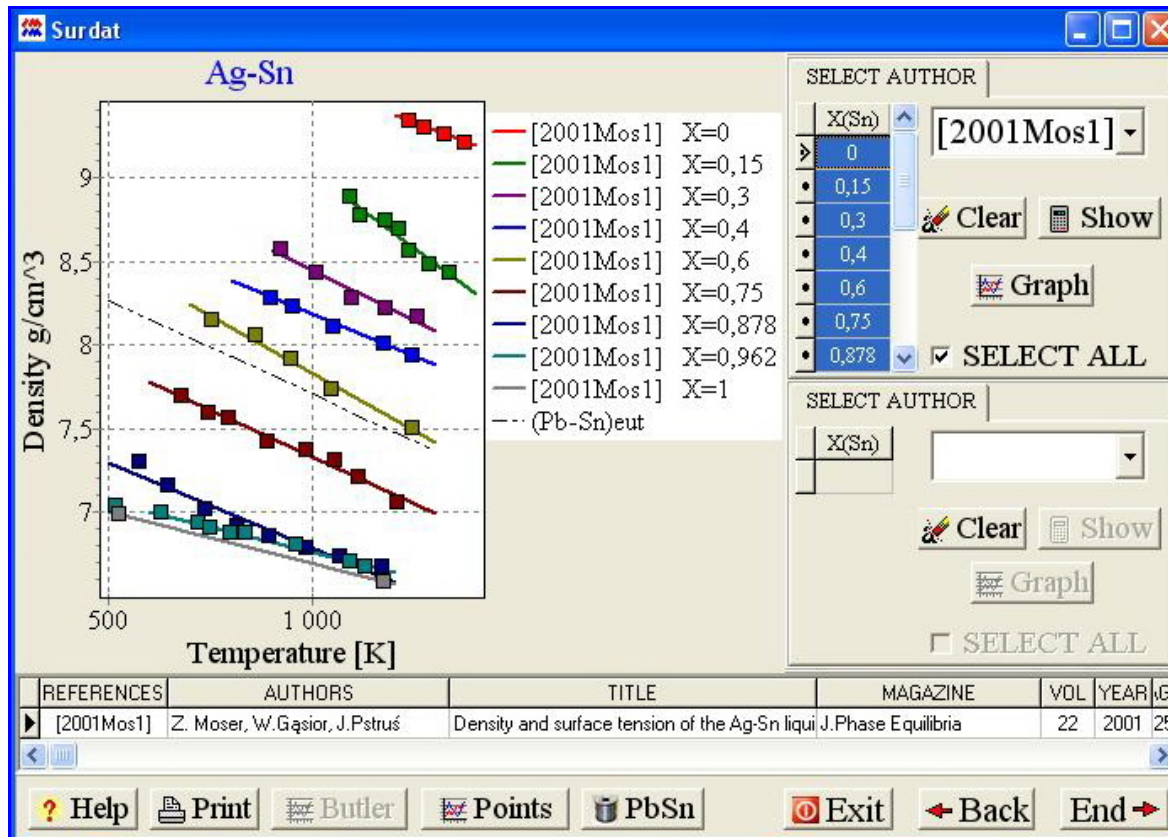 Surdat
Ag-Sn
Density g/cm^3
9
8,5
8
7,5
7
500 1 000
Temperature [K]
[2001Mos1] X=0
[2001Mos1] X=0,15
[2001Mos1] X=0,3
[2001Mos1] X=0,4
[2001Mos1] X=0,6
[2001Mos1] X=0,75
[2001Mos1] X=0,878
[2001Mos1] X=0,962
[2001Mos1] X=1
(Pb-Sn)eut
SELECT AUTHOR
X(Sn)
0
0,15
0,3
0,4
0,6
0,75
0,878
[2001Mos1]
Clear Show
Graph
SELECT ALL
SELECT AUTHOR
X(Sn)
Clear Show
Graph
SELECT ALL
REFERENCES AUTHORS TITLE MAGAZINE VOL YEAR
[2001Mos1] Z. Moser, W.Gąsior, J.Pstruś Density and surface tension of the Ag-Sn liqui J.Phase Equilibria 22 2001 25
Help Print Butler Points PbSn Exit Back End